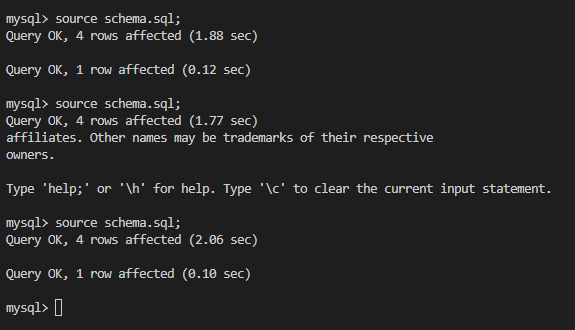 mysql> source schema.sql;
Query OK, 4 rows affected (1.88 sec)
Query OK, 1 row affected (0.12 sec)
mysql> source schema.sql;
Query OK, 4 rows affected (1.77 sec)
affiliates. Other names may be trademarks of their respective
owners.
Type 'help;' or '\h' for help. Type '\c' to clear the current input statement.
mysql> source schema.sql;
Query OK, 4 rows affected (2.06 sec)
Query OK, 1 row affected (0.10 sec)
mysql>